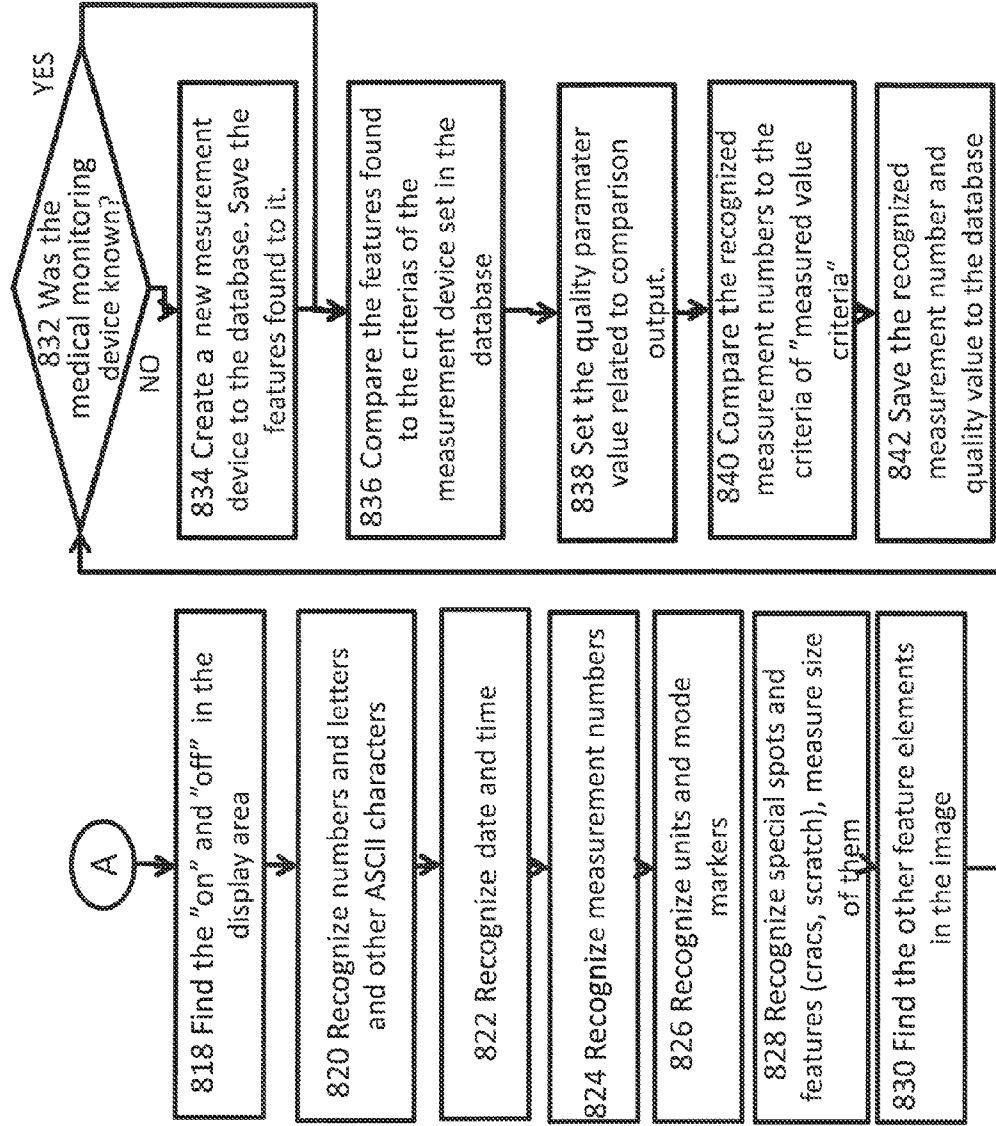 A
818 Find the "on" and "off" in the
display area
820 Recognize numbers and letters
and other ASCII characters
822 Recognize date and time
824 Recognize measurement numbers
826 Recognize units and mode
markers
828 Recognize special spots and
features (cracs, scratch), measure size
of them
830 Find the other feature elements
in the image
832 Was the
medical monitoring
device known?
YES
NO
834 Create a new mesurement
device to the database. Save the
features found to it.
836 Compare the features found
to the criterias of the
measurement device set in the
database
838 Set the quality paramater
value related to comparison
output.
840 Compare the recognized
measurement numbers to the
criteria of "measured value
criteria"
842 Save the recognized
measurement number and
quality value to the database